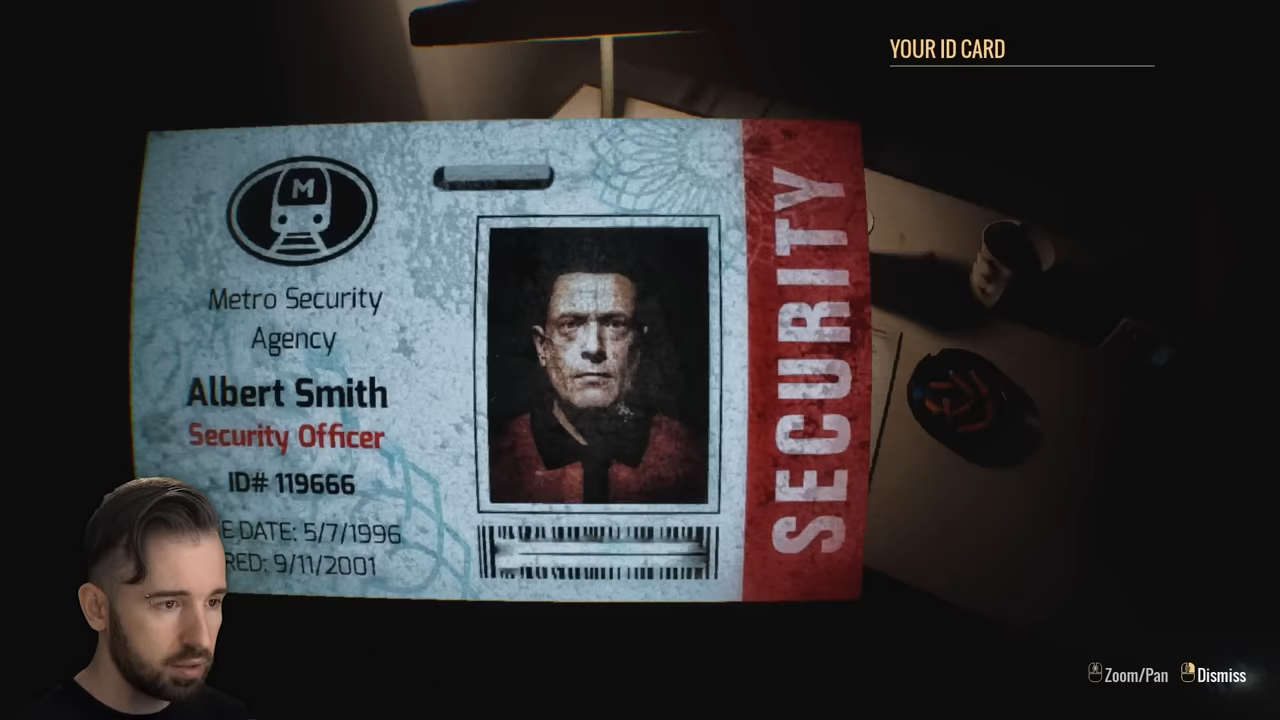 YOUR ID CARD
M
Metro Security
Agency
Albert Smith
Security Officer
ID# 119666
E DATE: 5/7/1996
RED: 9/11/2001
SECURITY
Zoom/Pan
Dismiss